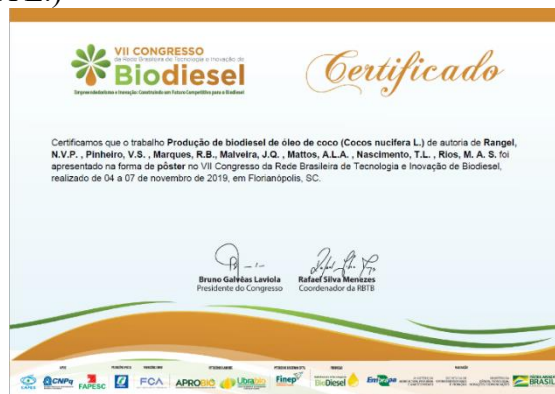 VII CONGRESSO
da Rede Brasileira de Tecnologia e Inovação de
Biodiesel
Empreendedorismo e Inovação: Construindo um Futuro Competitivo para o Biodiesel
Certificado
Certificamos que o trabalho Produção de biodiesel de óleo de coco (Cocos nucifera L.) de autoria de Rangel,
N.V.P. , Pinheiro, V.S. , Marques, R.B., Malveira, J.Q. , Mattos, A.L.A. , Nascimento, T.L. , Rios, M. A. S. foi
apresentado na forma de pôster no VII Congresso da Rede Brasileira de Tecnologia e Inovação de Biodiesel,
realizado de 04 a 07 de novembro de 2019, em Florianópolis, SC.
Bruno Galvêas Laviola
Presidente do Congresso
Rafael Silva Menezes
Coordenador da RBTB
CAPES
CNPq
FAPESC
FCA
APROBIO
Ubrabio
Finep
BioDiesel
Embrapa
BRASIL